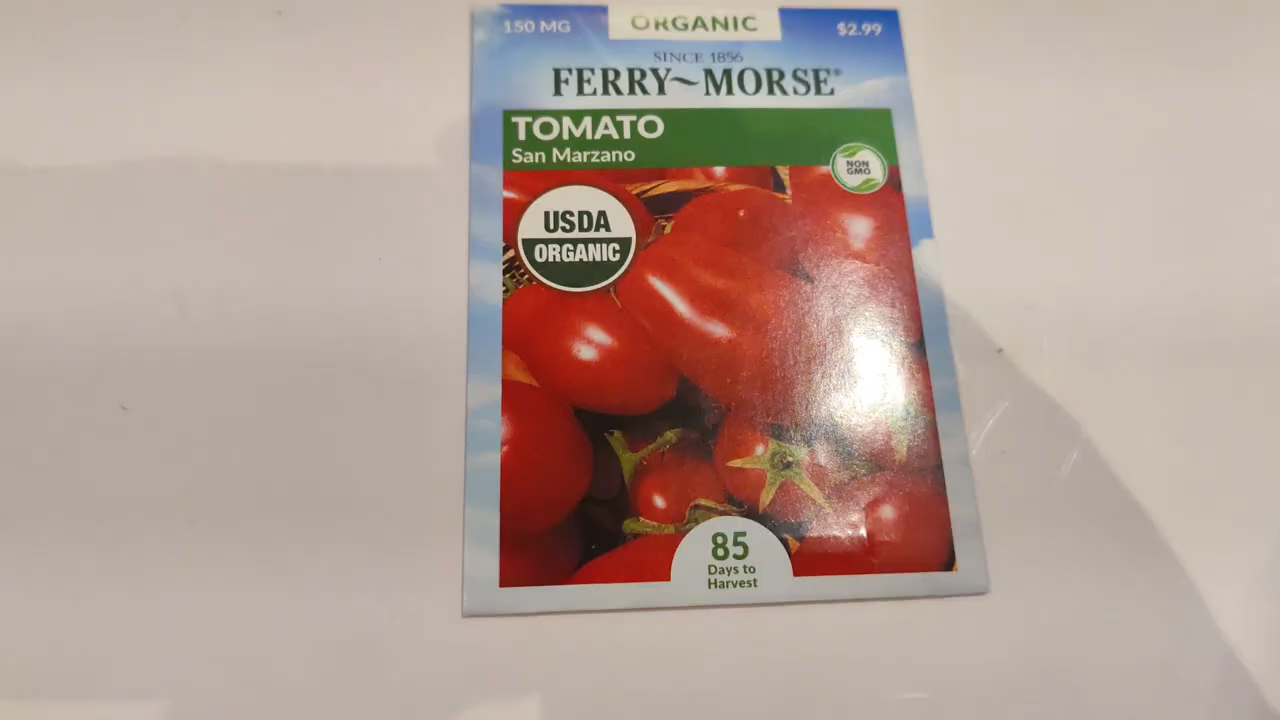 150 MG
ORGANIC
$2.99
SINCE 1856
FERRY~MORSE®
TOMATO
San Marzano
NON
GMO
USDA
ORGANIC
85
Days to
Harvest